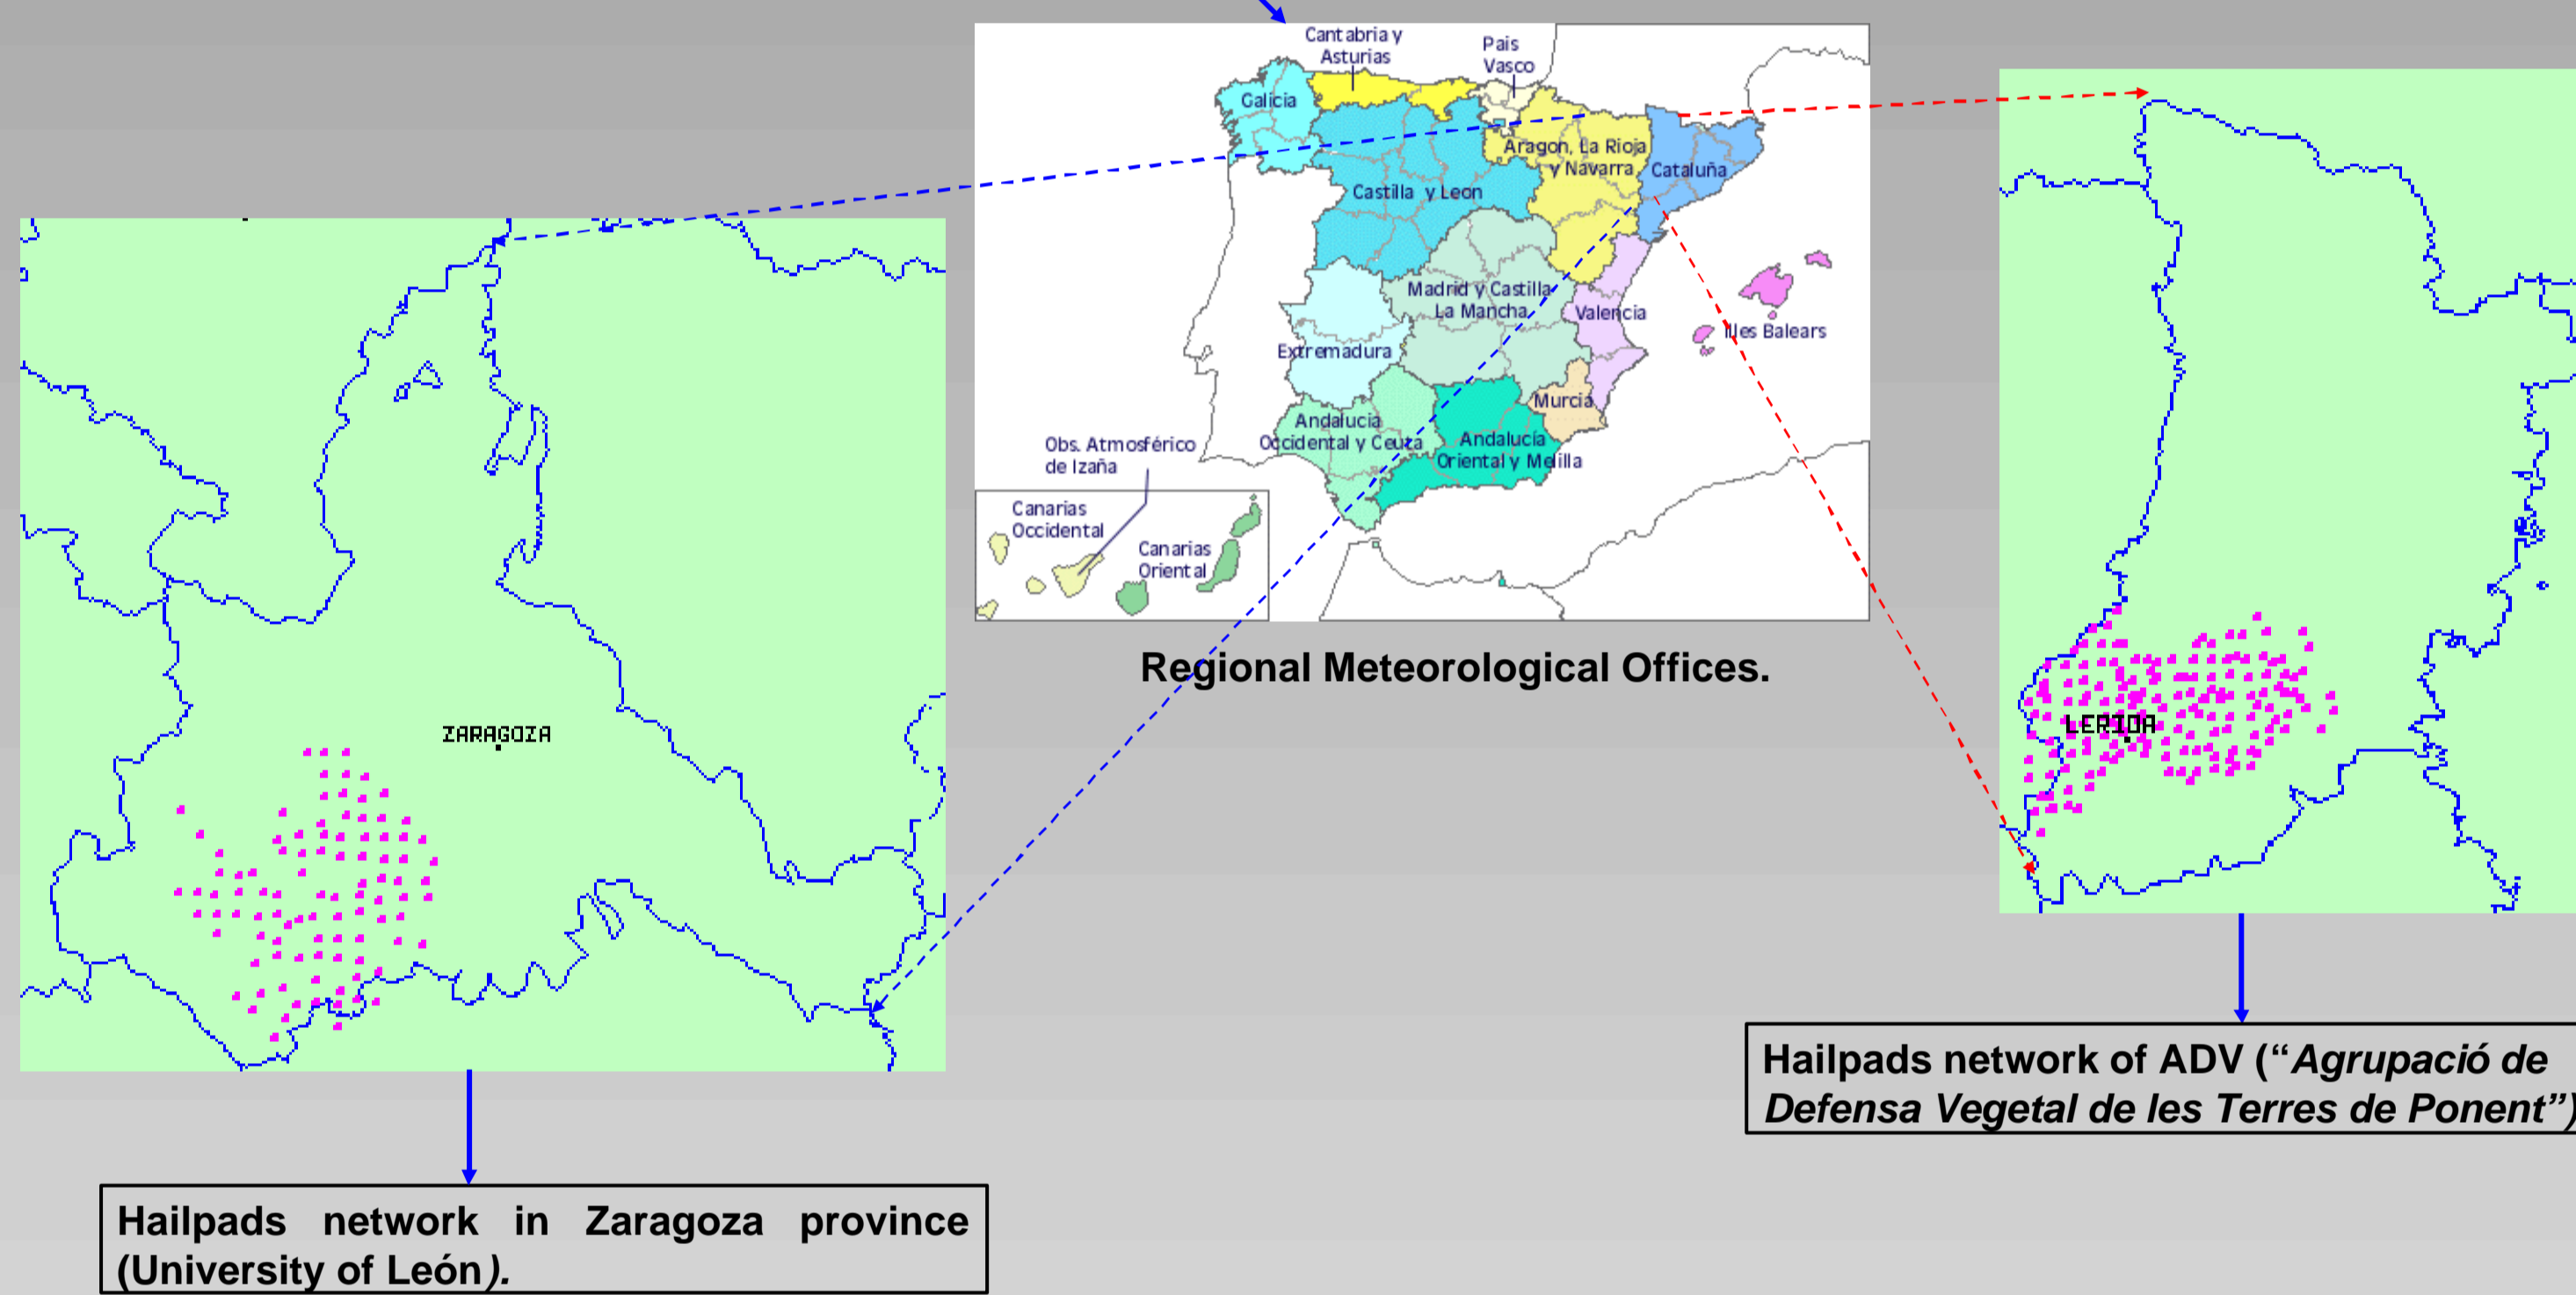 Cantabria y
Asturias
Pais
Vasco
Galicia
Aragon, La Rioja
y Navarra
Cataluña
Castilla y Leon
Madrid y Castilla
La Mancha
Valencia
Illes Balears
Extremadura
Murcia
Andalucia
Occidental y Ceuta
Andalucía
Oriental y Melilla
Obs. Atmosférico
de Izaña
Canarias
Occidental
Canarias
Oriental
Regional Meteorological Offices.
ZARAGOZA
LERIDA
Hailpads network of ADV (“Agrupació de
Defensa Vegetal de les Terres de Ponent”)
Hailpads network in Zaragoza province
(University of León).